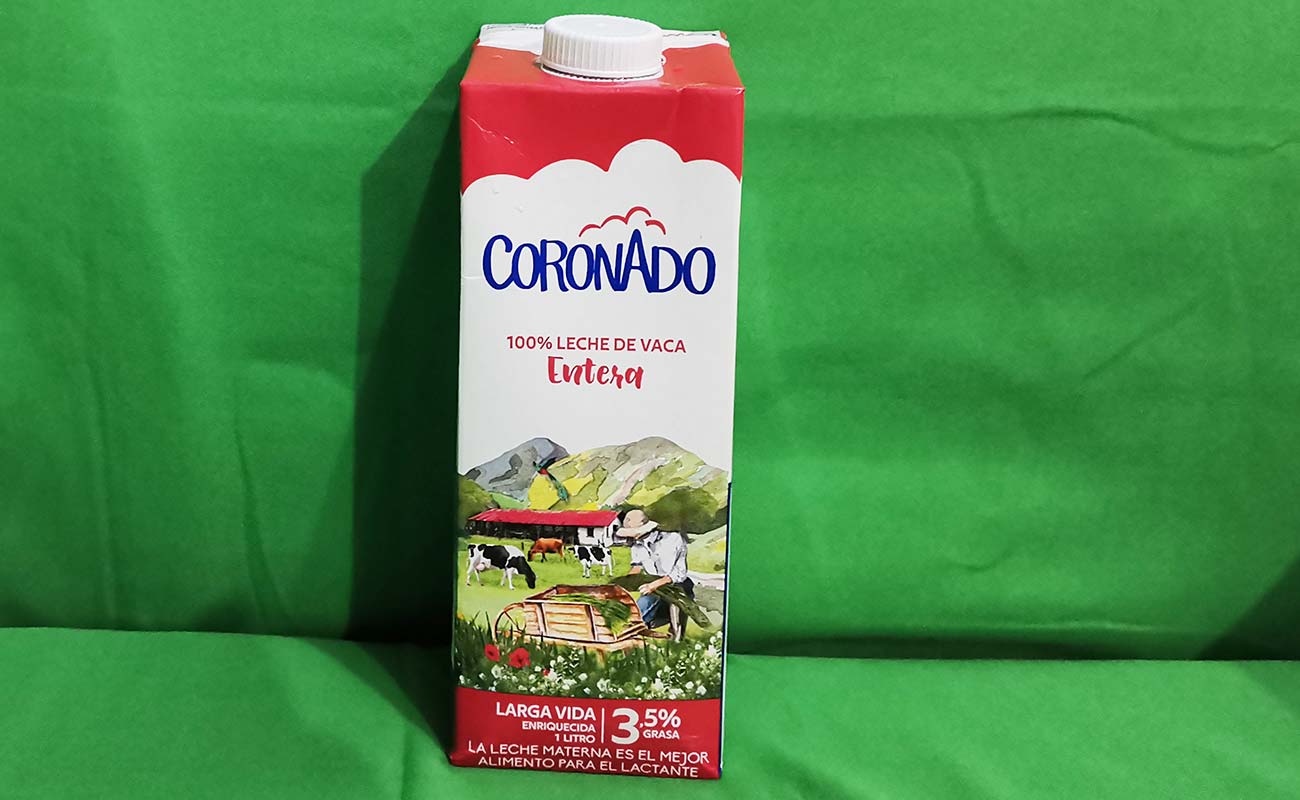 CORONADO
100% LECHE DE VACA
Entera
LARGA VIDA
ENRIQUECIDA
1 LITRO
3,5%
GRASA
LA LECHE MATERNA ES EL MEJOR
ALIMENTO PARA EL LACTANTE